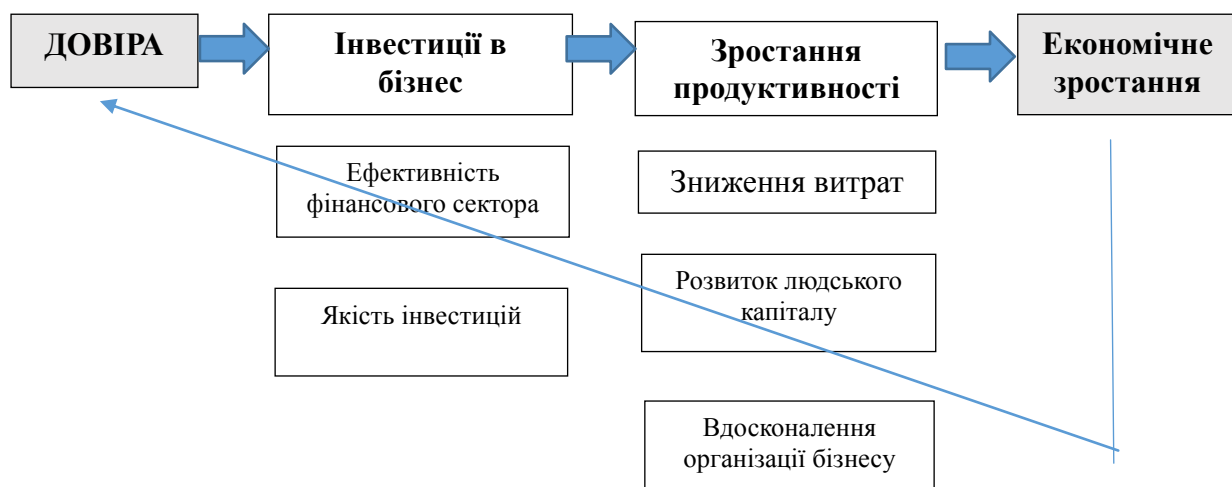 ДОВІРА
Інвестиції в
бізнес
Зростання
продуктивності
Економічне
зростання
Ефективність
фінансового сектора
Зниження витрат
Якість інвестицій
Розвиток людського
капіталу
Вдосконалення
організації бізнесу